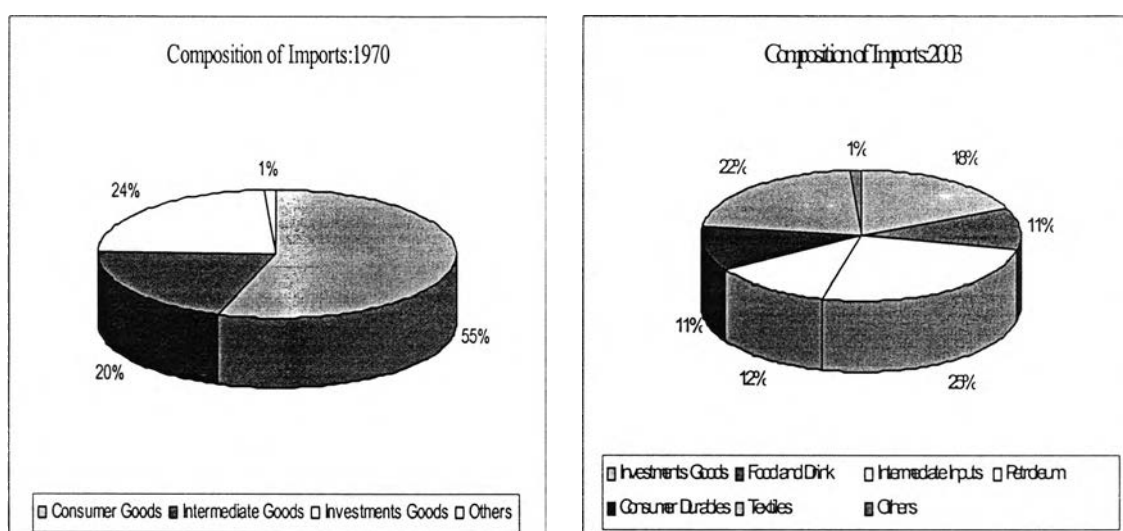 Composition of Imports:1970
1%
24%
55%
20%
Consumer Goods Intermediate Goods Investments Goods Others
Composition of Imports:2003
1%
22%
18%
11%
11%
12%
25%
Investments Goods Food and Drink Intermediate Inputs Petroleum
Consumer Durables Textiles Others